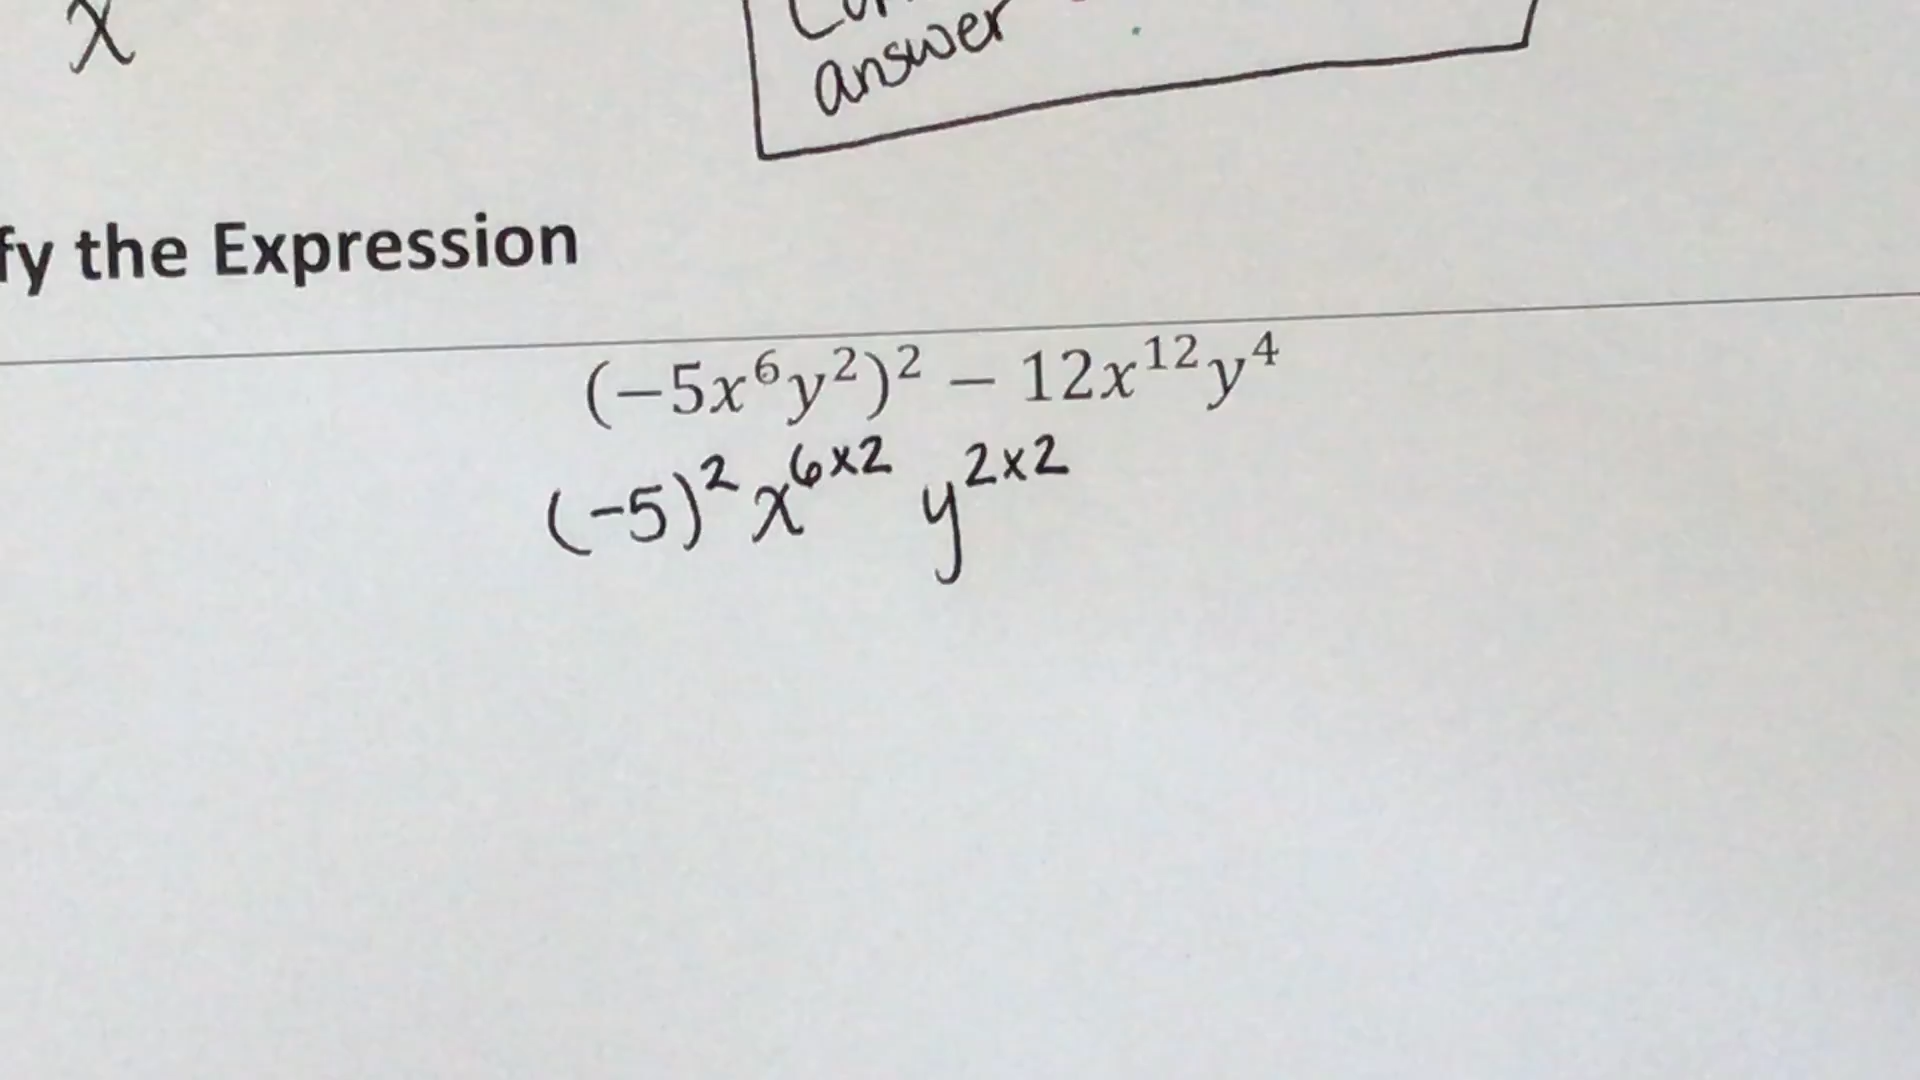 x
answer
fy the Expression
(−5x⁶y²)² − 12x¹²y⁴
(-5)² x⁶ˣ² y²ˣ²